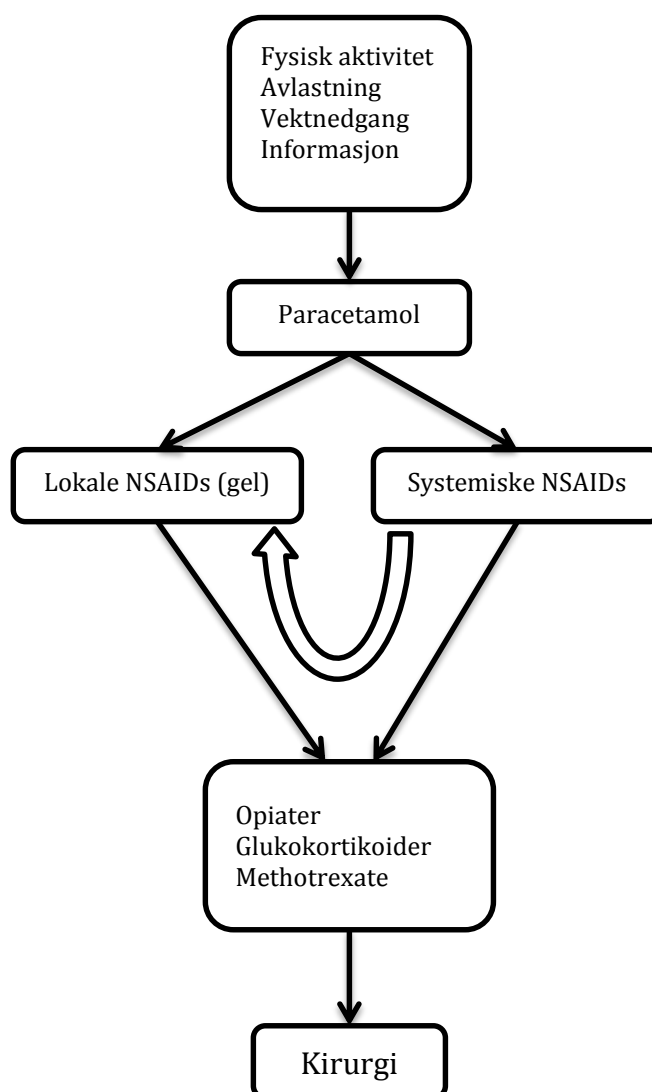 Fysisk aktivitet
Avlastning
Vektnedgang
Informasjon
Paracetamol
Lokale NSAIDs (gel)
Systemiske NSAIDs
Opiater
Glukokortikoider
Methotrexate
Kirurgi